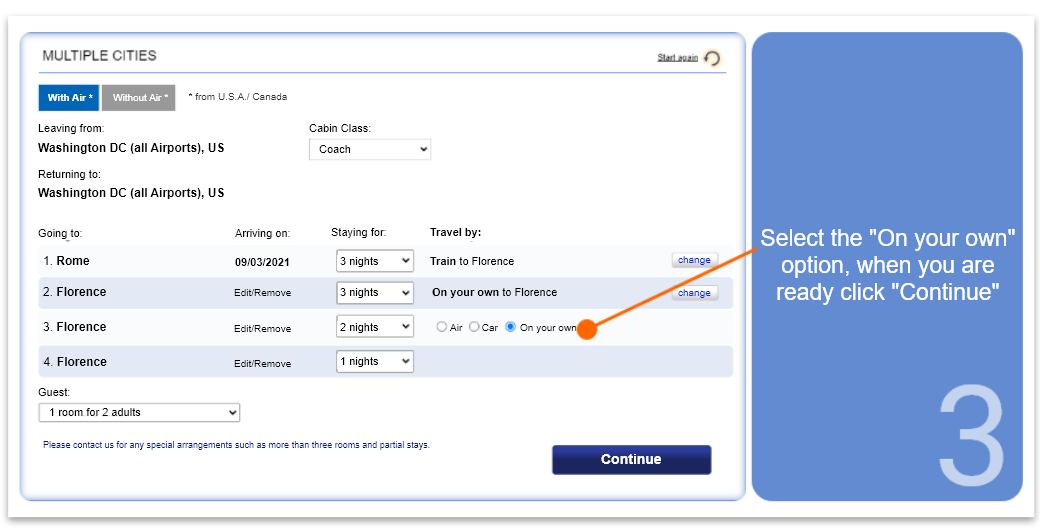 MULTIPLE CITIES
Start again
With Air *
Without Air *
* from U.S.A./ Canada
Leaving from:
Cabin Class:
Washington DC (all Airports), US
Coach
Returning to:
Washington DC (all Airports), US
Going to:
Arriving on:
Staying for:
Travel by:
1. Rome
09/03/2021
3 nights
Train to Florence
change
2. Florence
Edit/Remove
3 nights
On your own to Florence
change
3. Florence
Edit/Remove
2 nights
Air
Car
On your own
4. Florence
Edit/Remove
1 nights
Guest:
1 room for 2 adults
Please contact us for any special arrangements such as more than three rooms and partial stays.
Continue
Select the "On your own"
option, when you are
ready click "Continue"
3